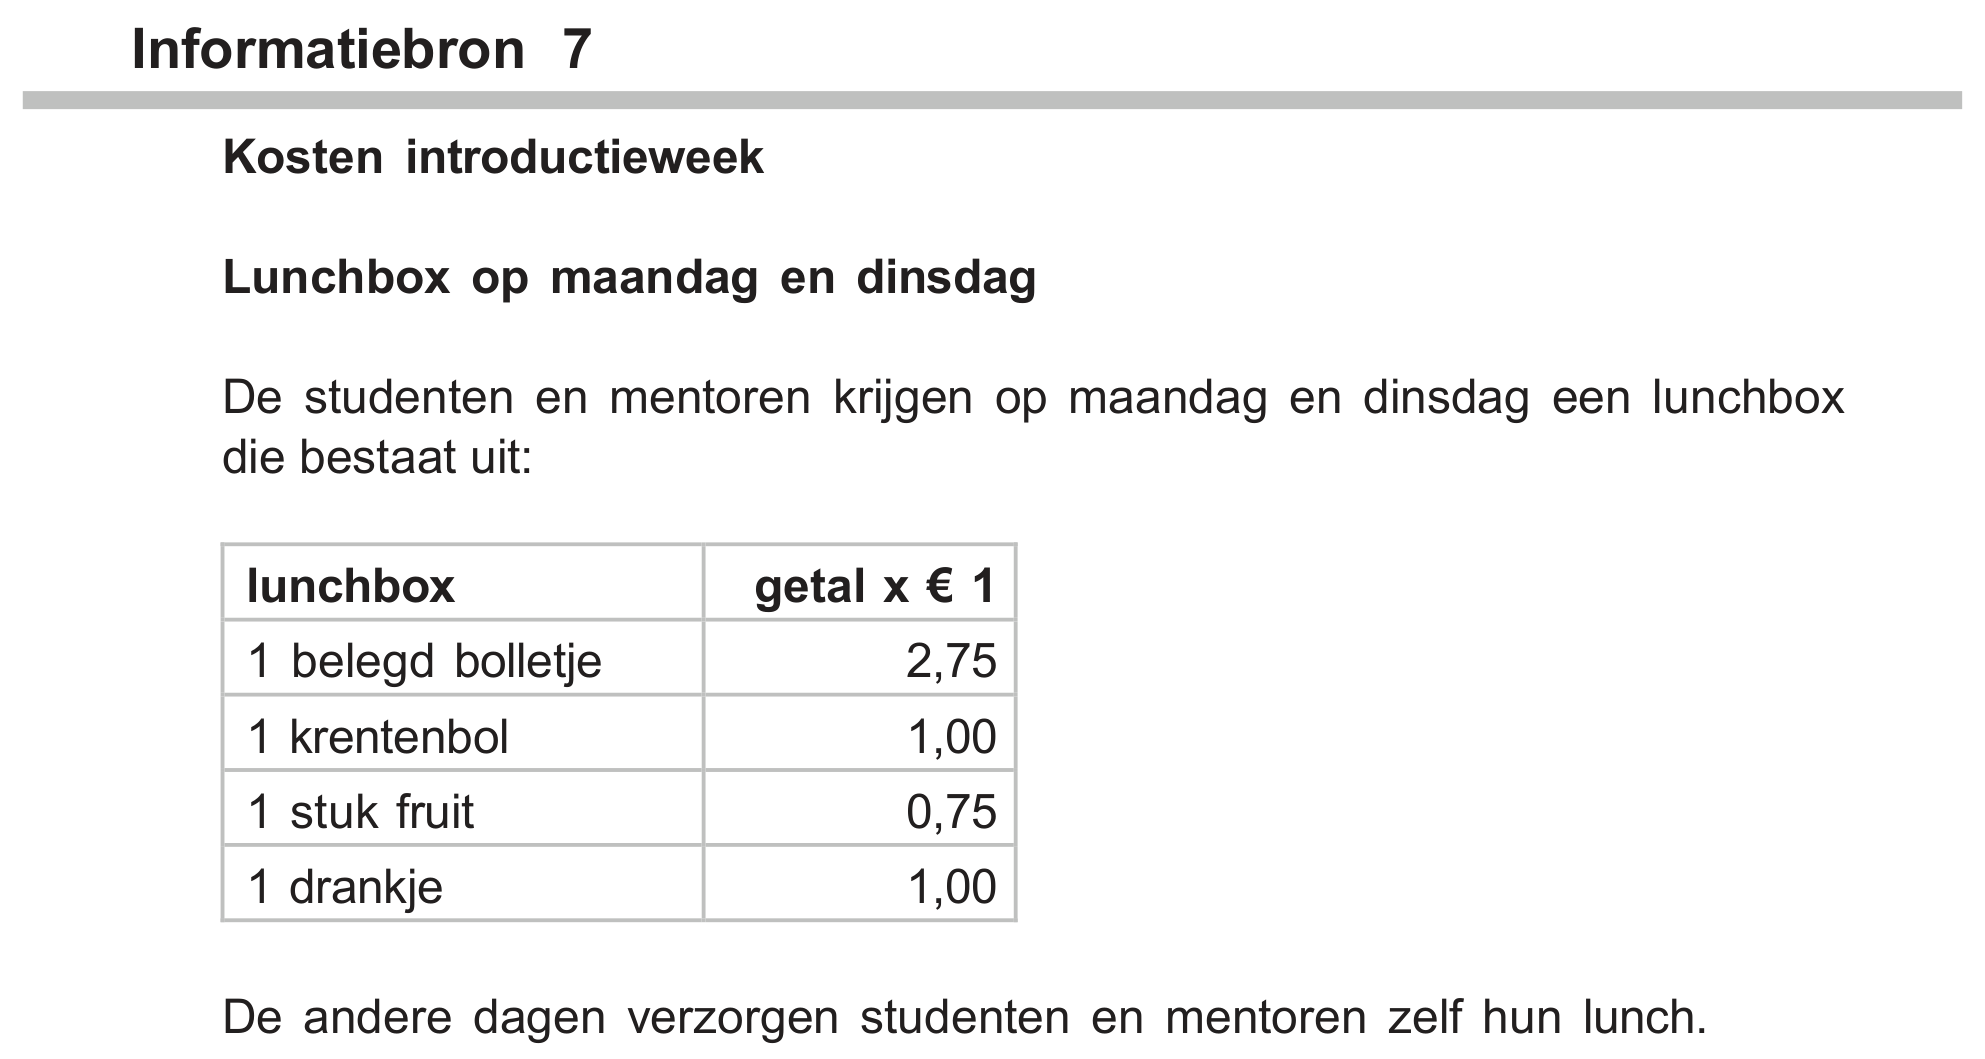 Informatiebron 7
Kosten introductieweek
Lunchbox op maandag en dinsdag
De studenten en mentoren krijgen op maandag en dinsdag een lunchbox
die bestaat uit:
lunchbox getal x € 1
1 belegd bolletje 2,75
1 krentenbol 1,00
1 stuk fruit 0,75
1 drankje 1,00
De andere dagen verzorgen studenten en mentoren zelf hun lunch.